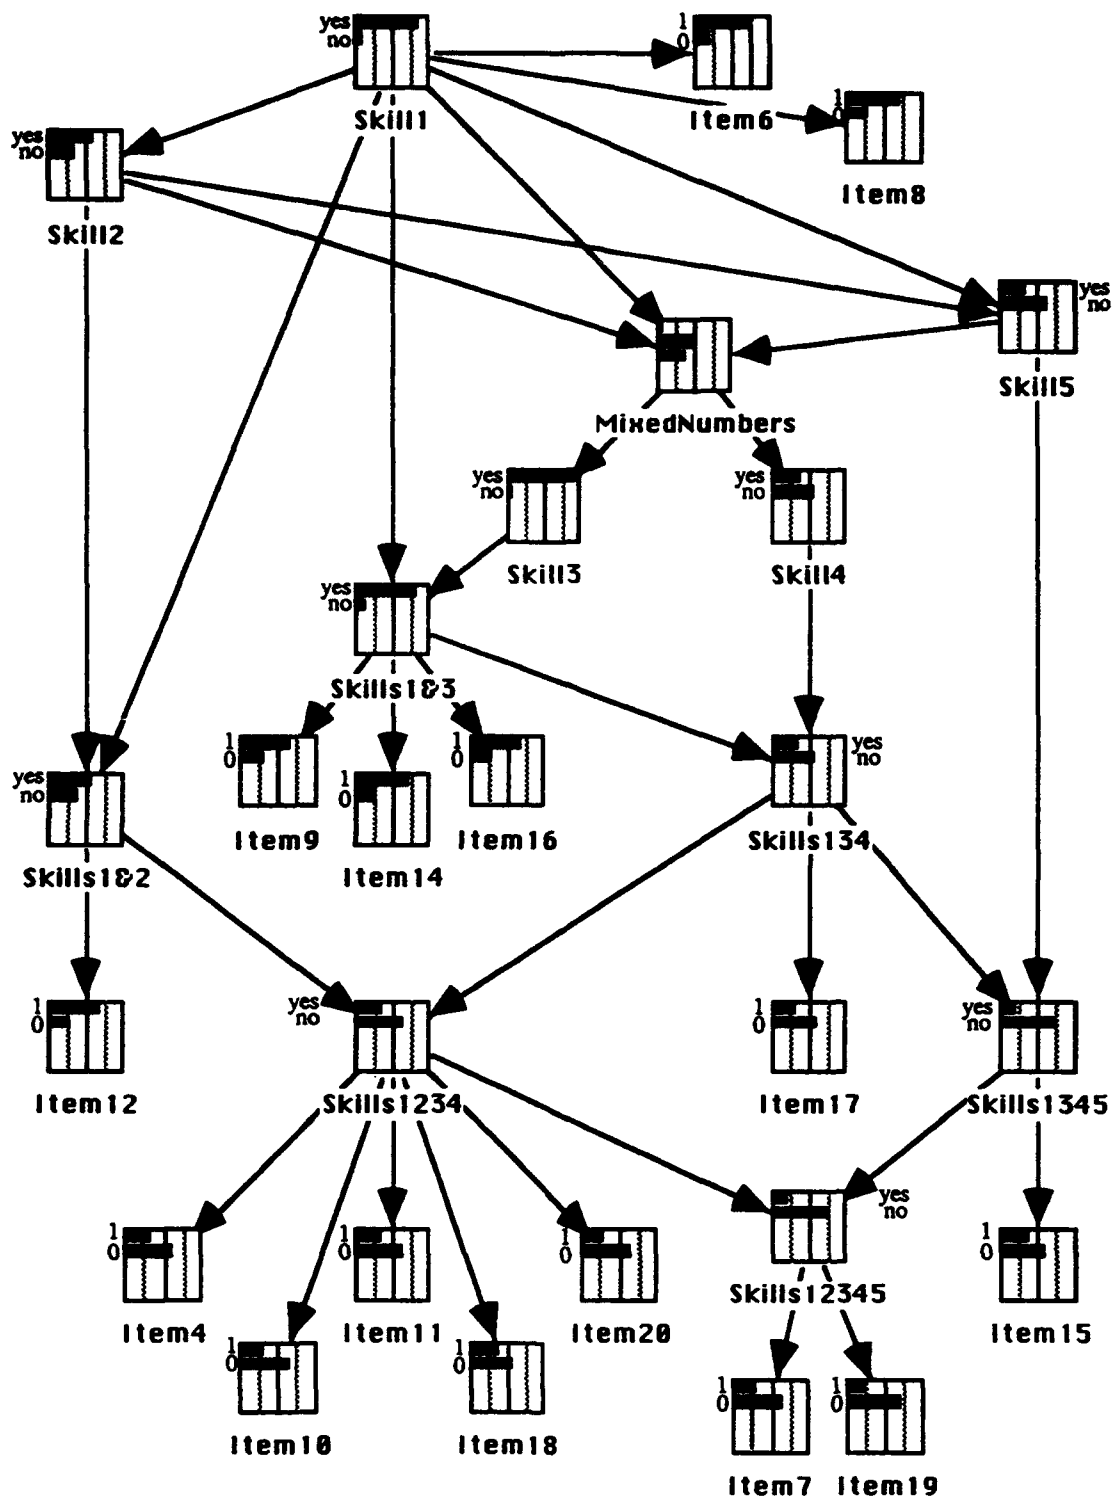 yes
no
Skill1
1
0
Item6
1
0
Item8
yes
no
Skill2
yes
no
Skill5
MixedNumbers
yes
no
Skill3
yes
no
Skill4
yes
no
Skills1&3
1
0
Item9
1
0
Item14
1
0
Item16
yes
no
Skills134
yes
no
Skills1&2
1
0
Item12
yes
no
Skills1234
1
0
Item17
yes
no
Skills1345
1
0
Item4
1
0
Item11
1
0
Item20
yes
no
Skills12345
1
0
Item15
1
0
Item10
1
0
Item18
1
0
Item7
1
0
Item19